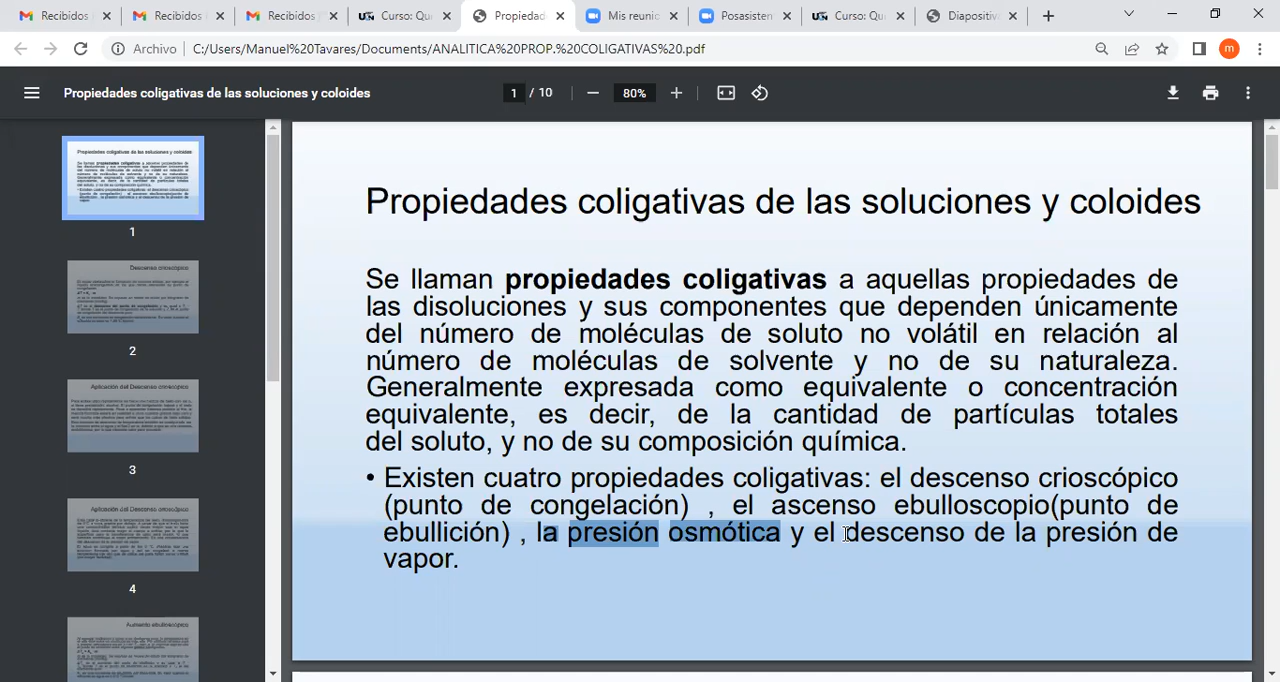 Recibidos
Recibidos
Recibidos
Curso: Qu
Propiedad
Mis reunio
Posasisten
Curso: Qu
Diapositiv
Archivo
C:/Users/Manuel%20Tavares/Documents/ANALITICA%20PROP.%20COLIGATIVAS%20.pdf
m
Propiedades coligativas de las soluciones y coloides
1 / 10
80%
Propiedades coligativas de las soluciones y coloides
1
Descenso crioscópico
2
Aplicación del Descenso crioscópico
3
Aplicación del Descenso crioscópico
4
Aumento ebulloscópico
Propiedades coligativas de las soluciones y coloides
Se llaman propiedades coligativas a aquellas propiedades de
las disoluciones y sus componentes que dependen únicamente
del número de moléculas de soluto no volátil en relación al
número de moléculas de solvente y no de su naturaleza.
Generalmente expresada como equivalente o concentración
equivalente, es decir, de la cantidad de partículas totales
del soluto, y no de su composición química.
• Existen cuatro propiedades coligativas: el descenso crioscópico
(punto de congelación) , el ascenso ebulloscopio(punto de
ebullición) , la presión osmótica y el descenso de la presión de
vapor.